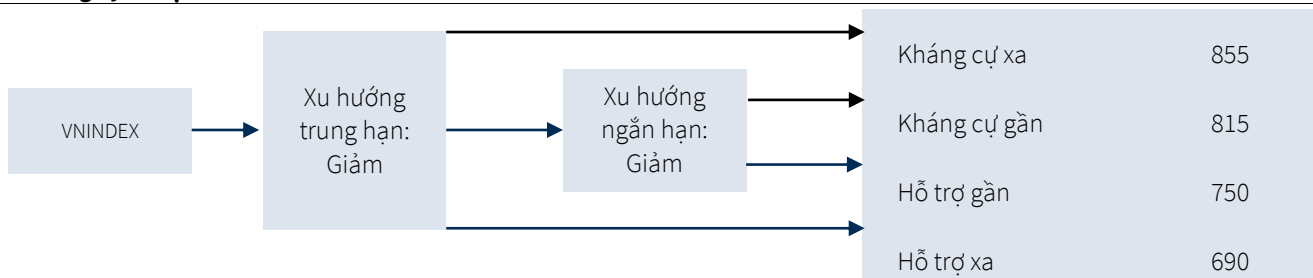 VNINDEX
Xu hướng
trung hạn:
Giảm
Xu hướng
ngắn hạn:
Giảm
Kháng cự xa 855
Kháng cự gần 815
Hỗ trợ gần 750
Hỗ trợ xa 690